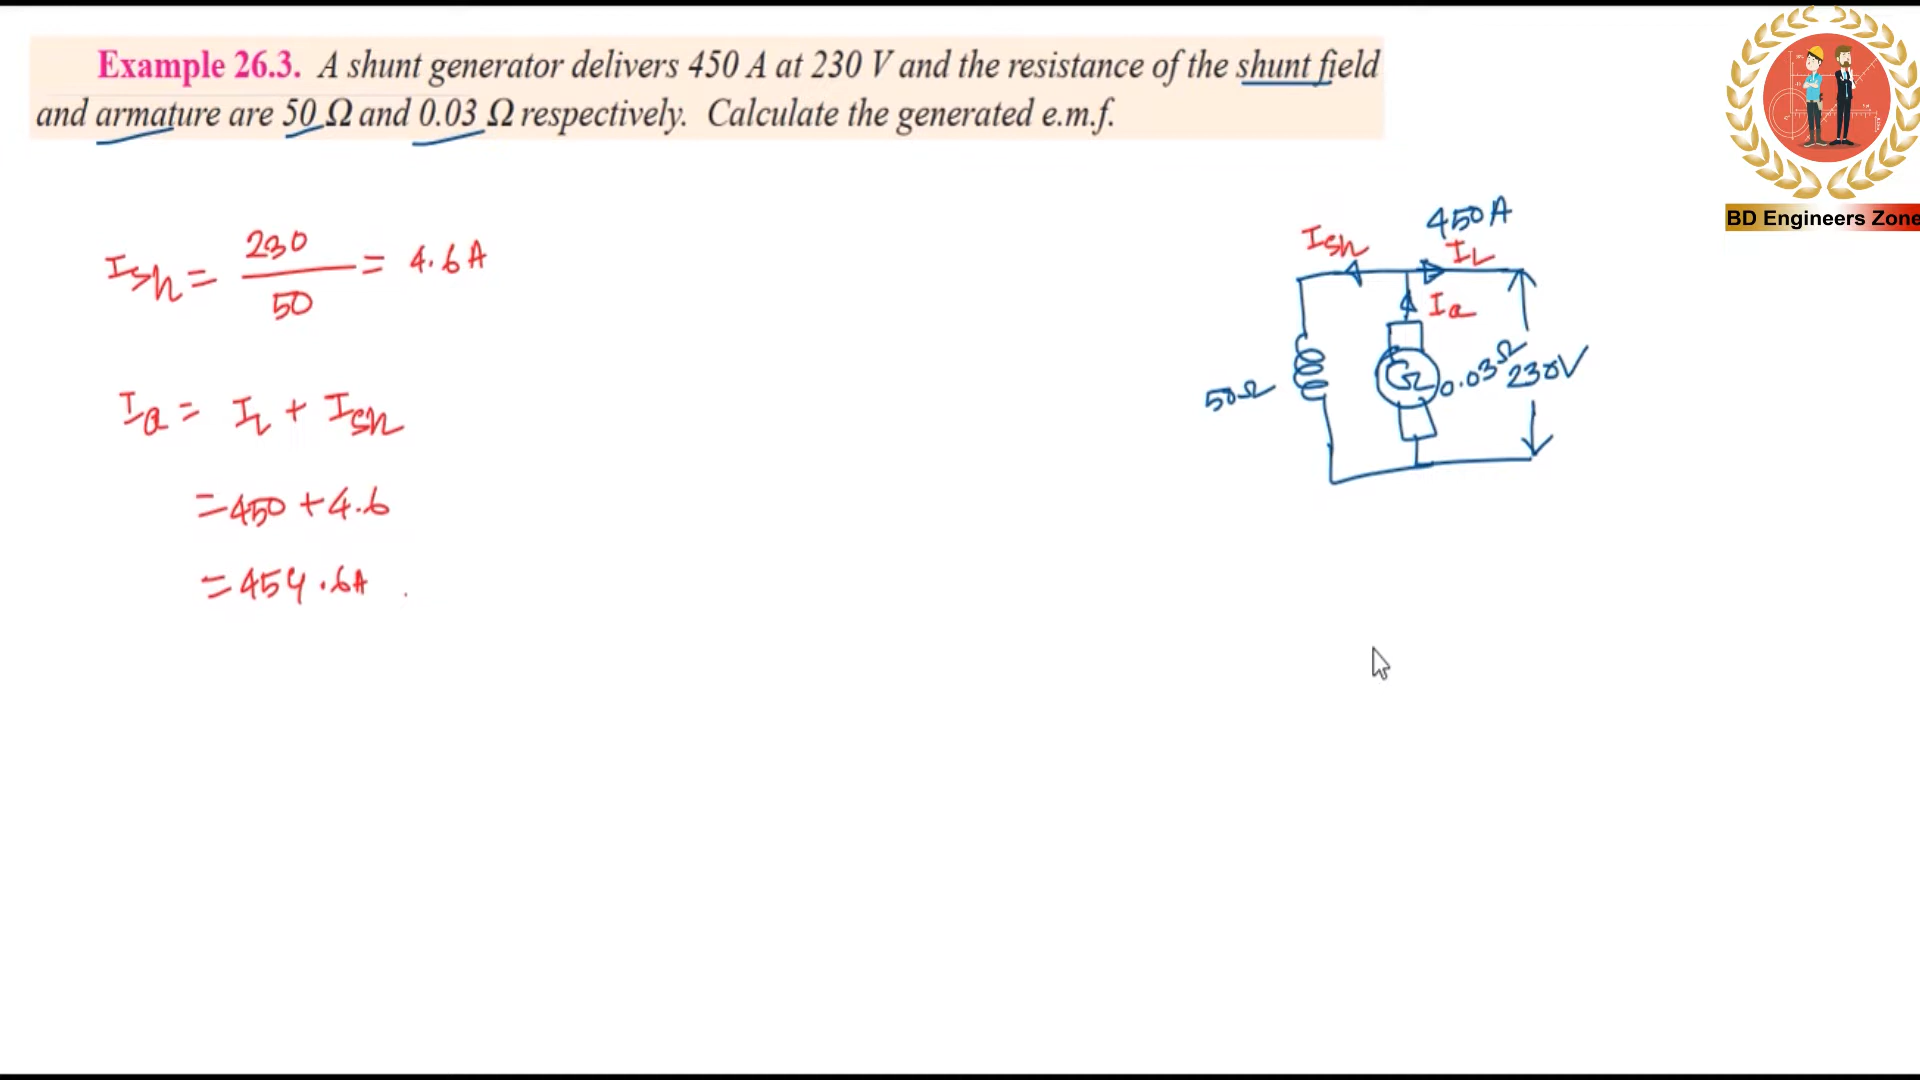 Example 26.3. A shunt generator delivers 450 A at 230 V and the resistance of the shunt field
and armature are 50 Ω and 0.03 Ω respectively. Calculate the generated e.m.f.
BD Engineers Zone
Ish = 230/50 = 4.6 A
Ia = IL + Ish
= 450 + 4.6
= 454.6A
450 A
Ish
IL
Ia
50Ω
G
0.03Ω
230V